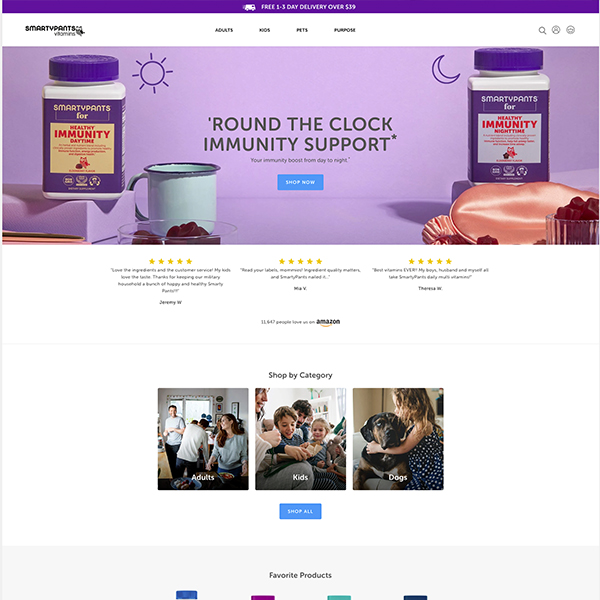 FREE 1-3 DAY DELIVERY OVER $39
SMARTYPANTS
vitamins
ADULTS KIDS PETS PURPOSE
SMARTYPANTS
for
HEALTHY
IMMUNITY
DAYTIME
SMARTYPANTS
for
HEALTHY
IMMUNITY
NIGHTTIME
'ROUND THE CLOCK
IMMUNITY SUPPORT*
Your immunity boost from day to night.*
SHOP NOW
"Love the ingredients and the customer service! My kids
love the taste. Thanks for keeping our military
household a bunch of happy and healthy Smarty
Pants!!!"
Jeremy W.
"Read your labels, mommies! Ingredient quality matters,
and SmartyPants nailed it."
Mia V.
"Best vitamins EVER! My boys, husband and myself all
take SmartyPants daily multi vitamins!"
Theresa W.
11,647 people love us on amazon
Shop by Category
Adults
Kids
Dogs
SHOP ALL
Favorite Products